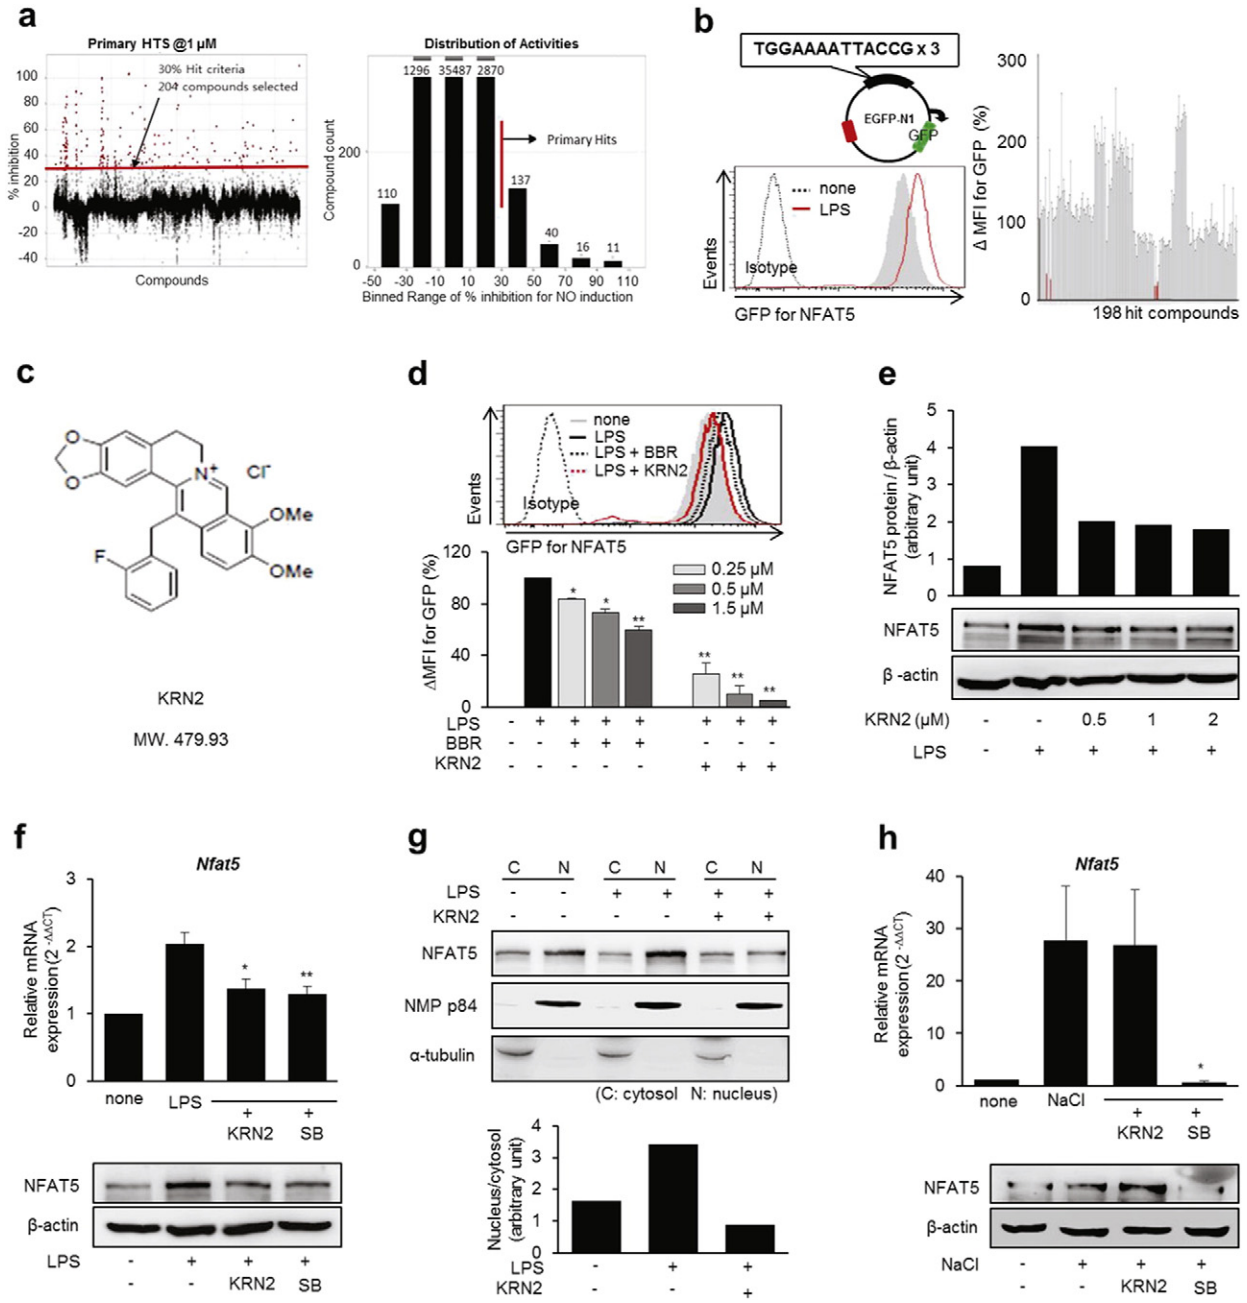 a
Primary HTS @1 µM
30% Hit criteria
204 compounds selected
% inhibition
100
80
60
40
20
0
-20
-40
Compounds
Distribution of Activities
1296 35487 2870
Primary Hits
Compound count
200
0
110
137
40
16
11
-50 -30 -10 10 30 50 70 90 110
Binned Range of % inhibition for NO induction
b
TGGAAAATTACCG x 3
EGFP-N1
GFP
none
LPS
Isotype
Events
GFP for NFAT5
Δ MFI for GFP (%)
300
200
100
0
198 hit compounds
c
O
O
N+
Cl-
OMe
OMe
F
KRN2
MW. 479.93
d
none
LPS
LPS + BBR
LPS + KRN2
Isotype
Events
GFP for NFAT5
ΔMFI for GFP (%)
120
80
40
0
0.25 µM
0.5 µM
1.5 µM
* * ** ** ** **
LPS - + + + + + + +
BBR - - + + + - - -
KRN2 - - - - - + + +
e
NFAT5 protein / β-actin
(arbitrary unit)
5
4
3
2
1
0
NFAT5
β -actin
KRN2 (µM) - - 0.5 1 2
LPS - + + + +
f
Nfat5
Relative mRNA
expression (2 -ΔΔCT)
3
2
1
0
* **
none LPS + +
KRN2 SB
NFAT5
β-actin
LPS - + + +
- - KRN2 SB
g
C N C N C N
LPS - - + + + +
KRN2 - - - - + +
NFAT5
NMP p84
α-tubulin
(C: cytosol N: nucleus)
Nucleus/cytosol
(arbitrary unit)
4
3
2
1
0
LPS - + +
KRN2 - - +
h
Nfat5
Relative mRNA
expression (2 -ΔΔCT)
40
30
20
10
0
*
none NaCl + +
KRN2 SB
NFAT5
β-actin
NaCl - + + +
- - KRN2 SB